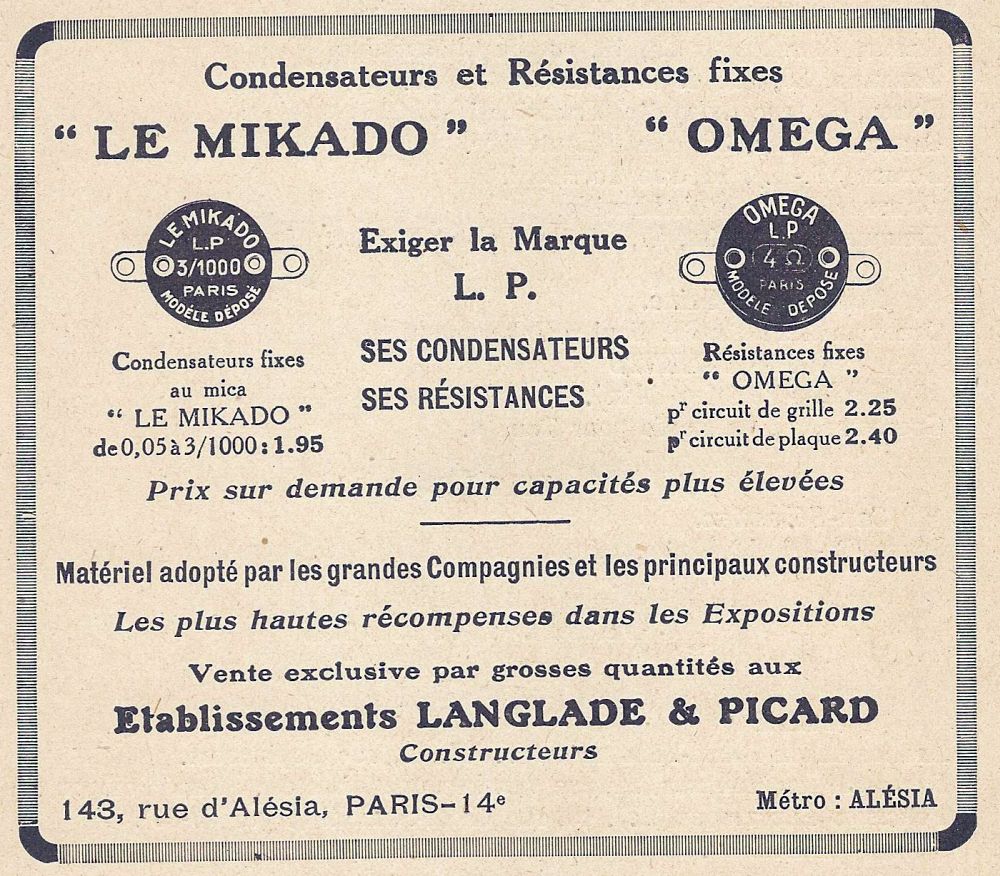 Condensateurs et Résistances fixes
“ LE MIKADO ” “ OMEGA ”
LE MIKADO
L.P
3/1000
PARIS
MODÈLE DÉPOSÉ
Exiger la Marque
L. P.
SES CONDENSATEURS
SES RÉSISTANCES
OMEGA
L.P
4 Ω
PARIS
MODELE DEPOSE
Condensateurs fixes
au mica
“ LE MIKADO ”
de 0,05 à 3/1000 : 1.95
Résistances fixes
“ OMEGA ”
pr circuit de grille 2.25
pr circuit de plaque 2.40
Prix sur demande pour capacités plus élevées
Matériel adopté par les grandes Compagnies et les principaux constructeurs
Les plus hautes récompenses dans les Expositions
Vente exclusive par grosses quantités aux
Etablissements LANGLADE & PICARD
Constructeurs
143, rue d'Alésia, PARIS-14e
Métro : ALÉSIA